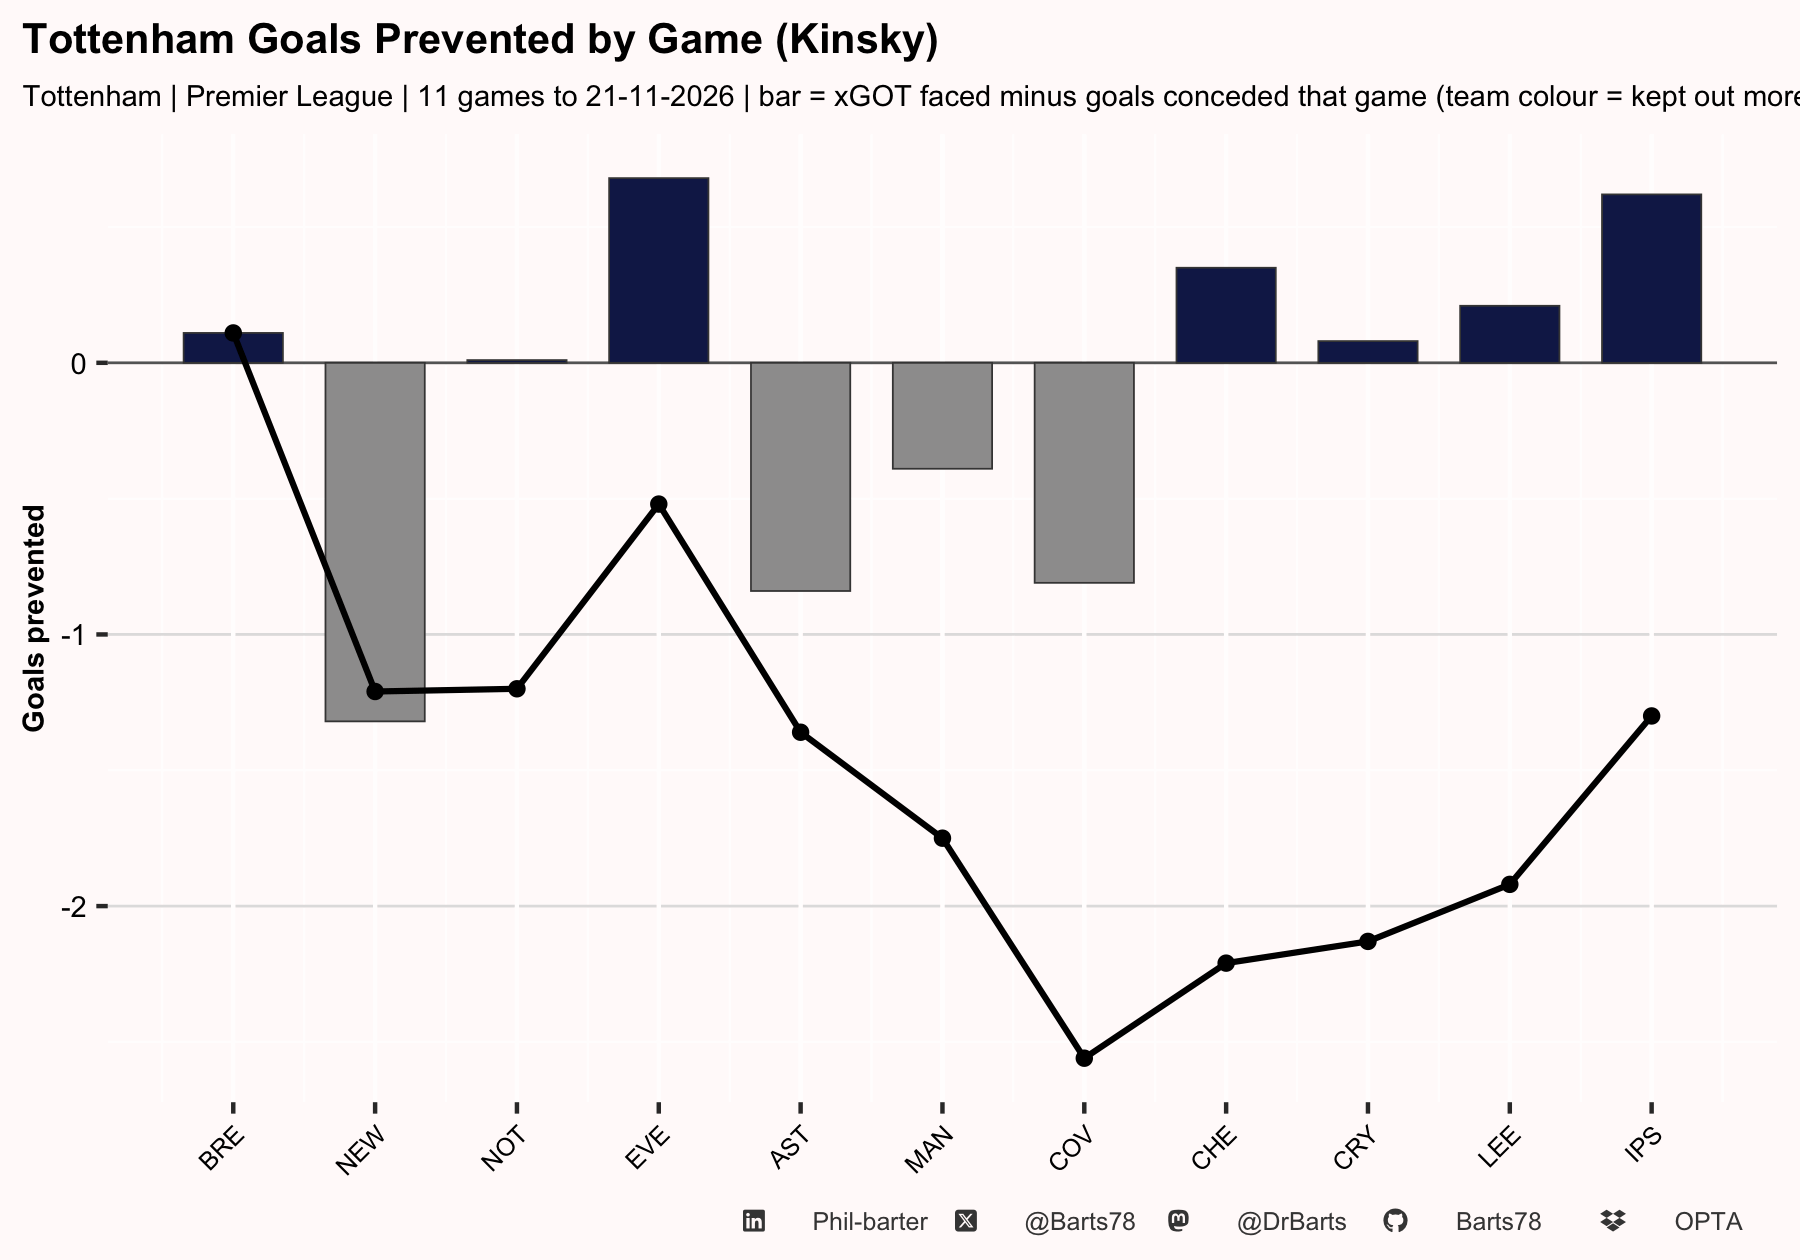 Tottenham Goals Prevented by Game (Kinsky)
Tottenham | Premier League | 11 games to 21-11-2026 | bar = xGOT faced minus goals conceded that game (team colour = kept out more
Goals prevented
0
-1
-2
BRE NEW NOT EVE AST MAN COV CHE CRY LEE IPS
Phil-barter @Barts78 @DrBarts Barts78 OPTA